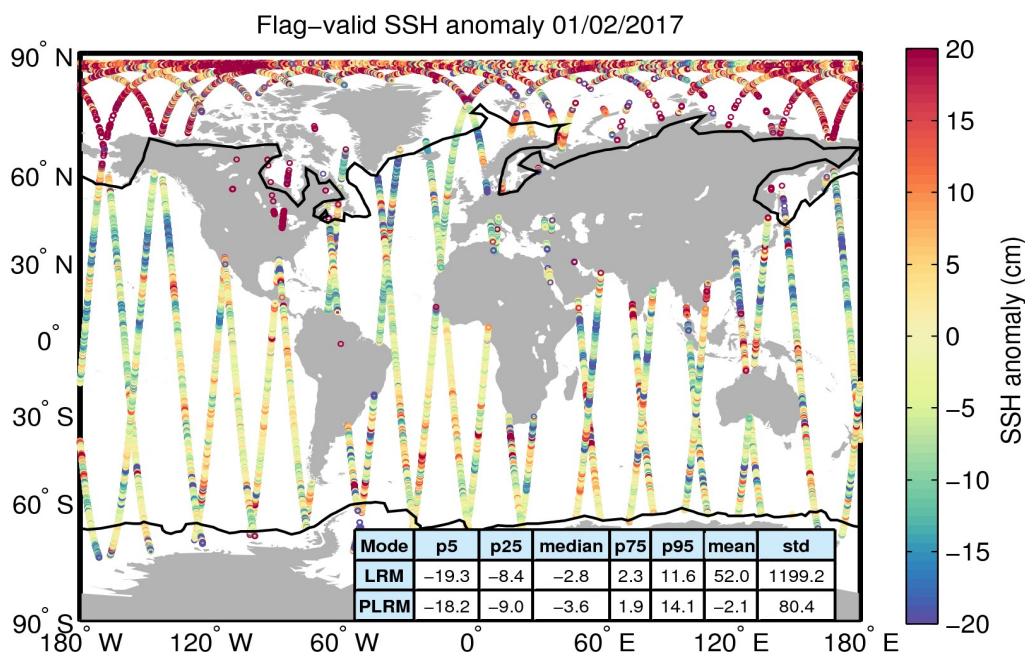 Flag−valid SSH anomaly 01/02/2017
90° N
60° N
30° N
0°
30° S
60° S
90° S
180° W
120° W
60° W
0°
60° E
120° E
180° E
Mode p5 p25 median p75 p95 mean std
LRM −19.3 −8.4 −2.8 2.3 11.6 52.0 1199.2
PLRM −18.2 −9.0 −3.6 1.9 14.1 −2.1 80.4
20
15
10
5
0
−5
−10
−15
−20
SSH anomaly (cm)